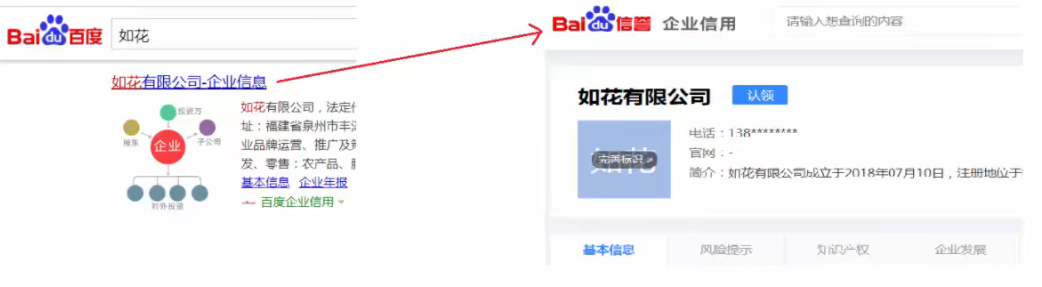 Bai du 百度
如花
如花有限公司-企业信息
投资方
股东
企业
子公司
对外投资
如花有限公司，法定
址：福建省泉州市丰
业品牌运营、推广及
发、零售：农产品、
基本信息 企业年报
百度企业信用
Bai du 信誉 企业信用
请输入想查询的内容
如花有限公司 认领
如花
完善标识 >
电话：138********
官网：-
简介：如花有限公司成立于2018年07月10日，注册地位于
基本信息 风险提示 知识产权 企业发展